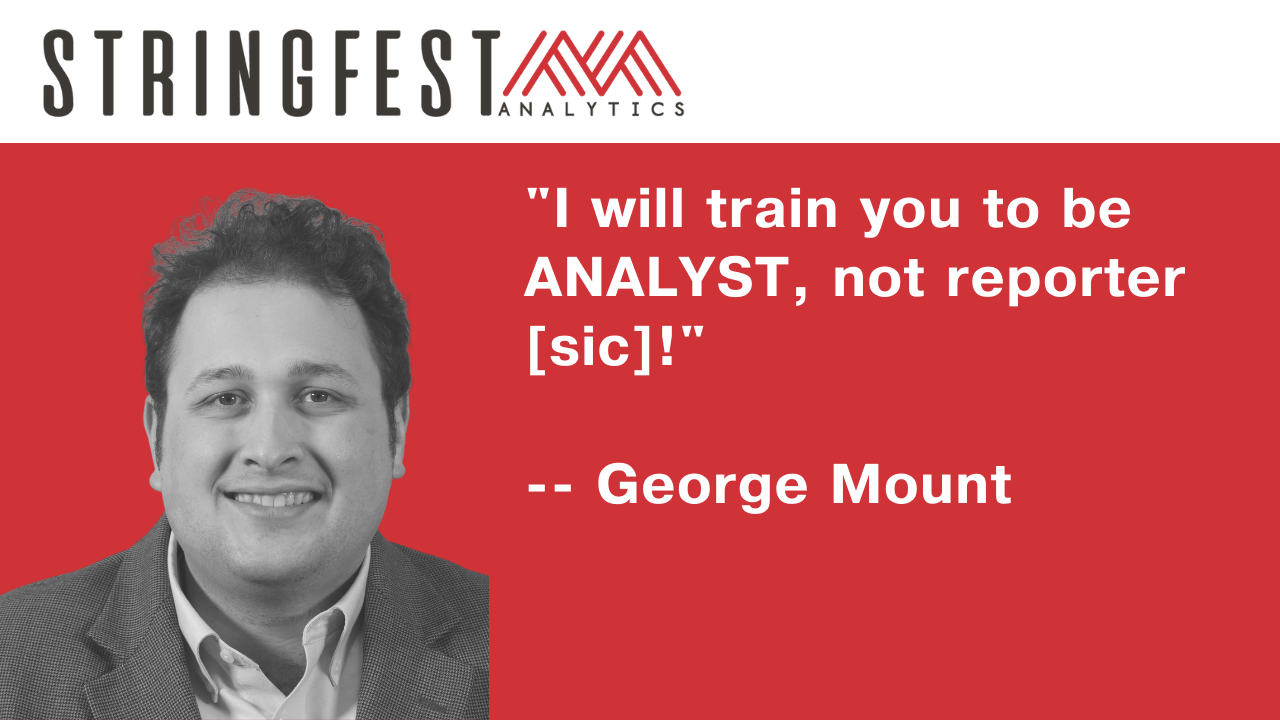 STRINGFEST
ANALYTICS
"I will train you to be
ANALYST, not reporter
[sic]!"
-- George Mount